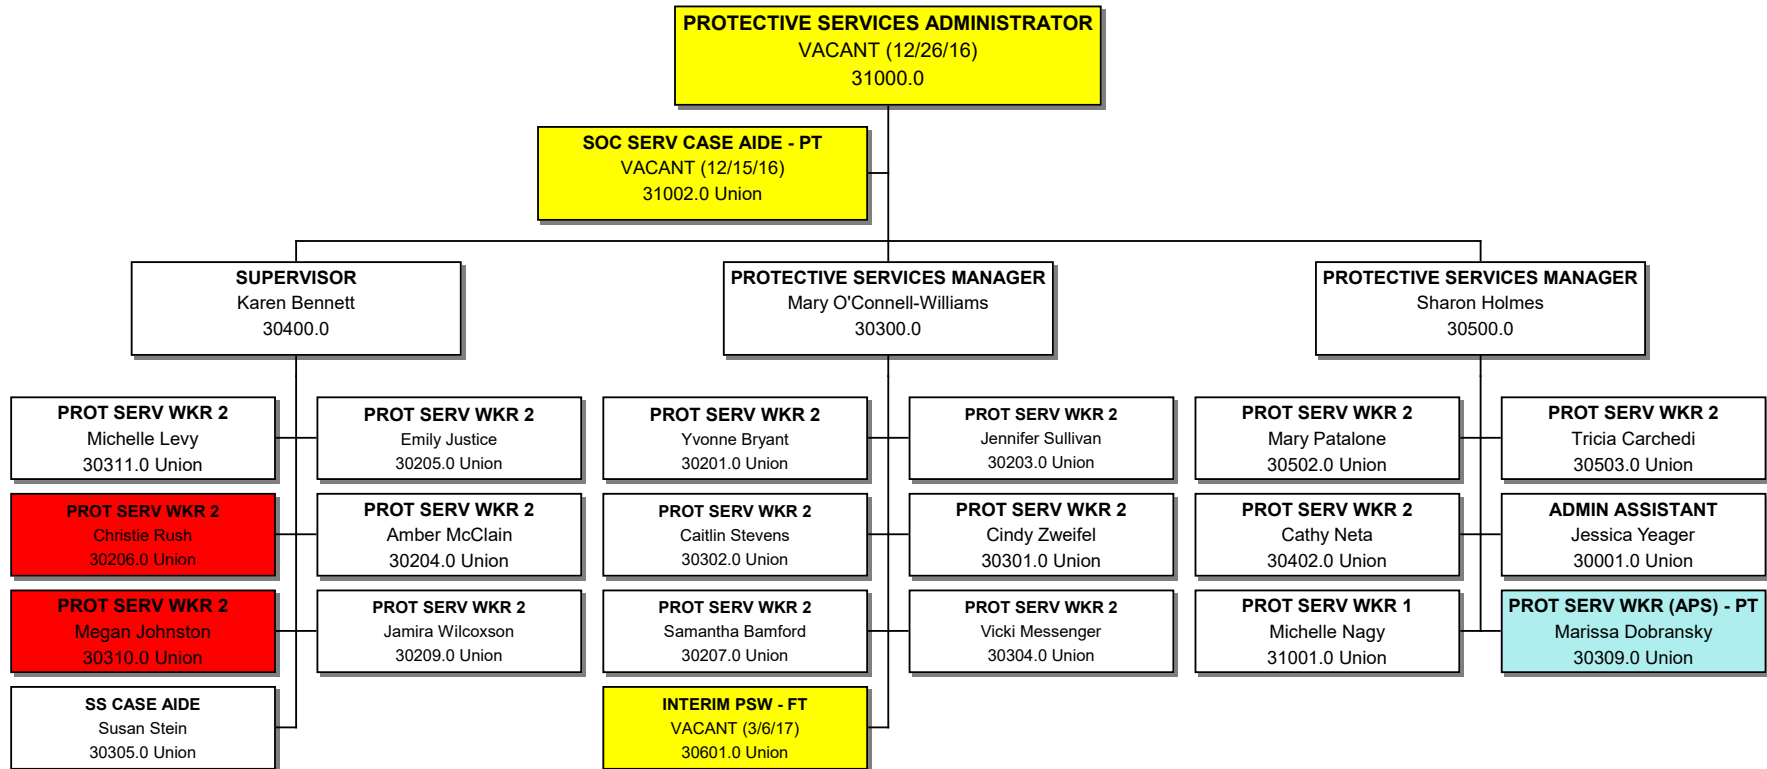 PROTECTIVE SERVICES ADMINISTRATOR
VACANT (12/26/16)
31000.0
SOC SERV CASE AIDE - PT
VACANT (12/15/16)
31002.0 Union
SUPERVISOR
Karen Bennett
30400.0
PROTECTIVE SERVICES MANAGER
Mary O'Connell-Williams
30300.0
PROTECTIVE SERVICES MANAGER
Sharon Holmes
30500.0
PROT SERV WKR 2
Michelle Levy
30311.0 Union
PROT SERV WKR 2
Emily Justice
30205.0 Union
PROT SERV WKR 2
Yvonne Bryant
30201.0 Union
PROT SERV WKR 2
Jennifer Sullivan
30203.0 Union
PROT SERV WKR 2
Mary Patalone
30502.0 Union
PROT SERV WKR 2
Tricia Carchedi
30503.0 Union
PROT SERV WKR 2
Christie Rush
30206.0 Union
PROT SERV WKR 2
Amber McClain
30204.0 Union
PROT SERV WKR 2
Caitlin Stevens
30302.0 Union
PROT SERV WKR 2
Cindy Zweifel
30301.0 Union
PROT SERV WKR 2
Cathy Neta
30402.0 Union
ADMIN ASSISTANT
Jessica Yeager
30001.0 Union
PROT SERV WKR 2
Megan Johnston
30310.0 Union
PROT SERV WKR 2
Jamira Wilcoxson
30209.0 Union
PROT SERV WKR 2
Samantha Bamford
30207.0 Union
PROT SERV WKR 2
Vicki Messenger
30304.0 Union
PROT SERV WKR 1
Michelle Nagy
31001.0 Union
PROT SERV WKR (APS) - PT
Marissa Dobransky
30309.0 Union
SS CASE AIDE
Susan Stein
30305.0 Union
INTERIM PSW - FT
VACANT (3/6/17)
30601.0 Union